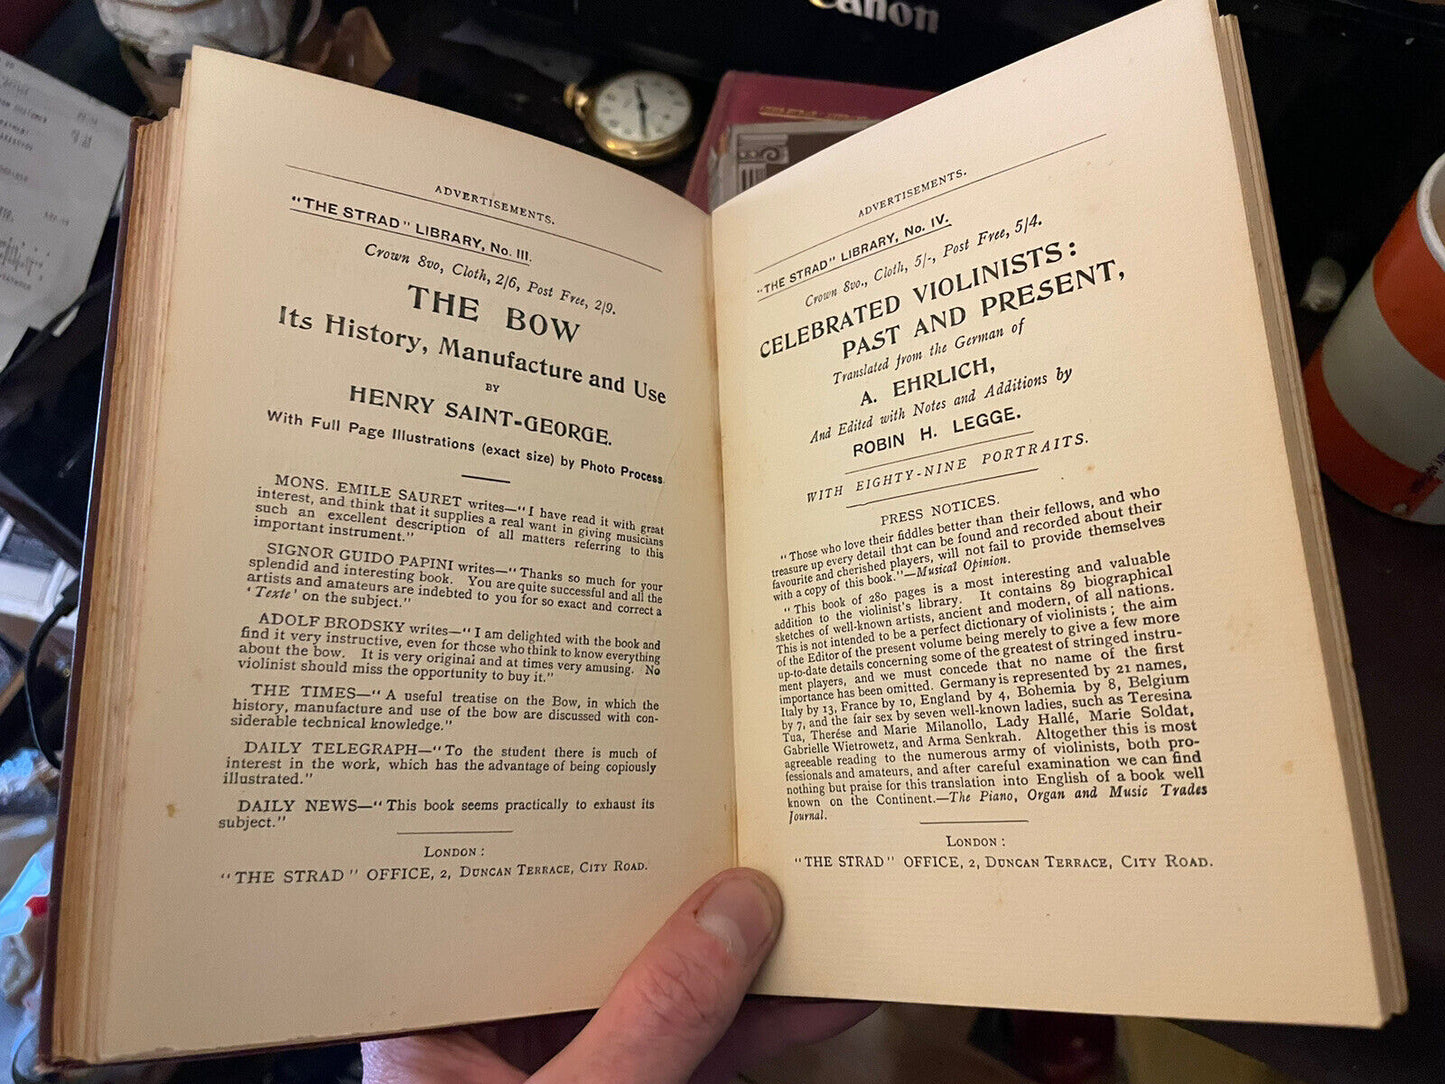 Canon
ADVERTISEMENTS.
"THE STRAD" LIBRARY, No. III.
Crown 8vo, Cloth, 2/6, Post Free, 2/9.
THE BOW
Its History, Manufacture and Use
BY
HENRY SAINT-GEORGE.
With Full Page Illustrations (exact size) by Photo Process.
MONS. EMILE SAURET writes—"I have read it with great
interest, and think that it supplies a real want in giving musicians
such an excellent description of all matters referring to this
important instrument."
SIGNOR GUIDO PAPINI writes—"Thanks so much for your
splendid and interesting book. You are quite successful and all the
artists and amateurs are indebted to you for so exact and correct a
'Texte' on the subject."
ADOLF BRODSKY writes—"I am delighted with the book and
find it very instructive, even for those who think to know everything
about the bow. It is very original and at times very amusing. No
violinist should miss the opportunity to buy it."
THE TIMES—"A useful treatise on the Bow, in which the
history, manufacture and use of the bow are discussed with con-
siderable technical knowledge."
DAILY TELEGRAPH—"To the student there is much of
interest in the work, which has the advantage of being copiously
illustrated."
DAILY NEWS—"This book seems practically to exhaust its
subject."
LONDON:
"THE STRAD" OFFICE, 2, DUNCAN TERRACE, CITY ROAD.
ADVERTISEMENTS.
"THE STRAD" LIBRARY, No. IV.
Crown 8vo., Cloth, 5/-, Post Free, 5/4.
CELEBRATED VIOLINISTS:
PAST AND PRESENT,
Translated from the German of
A. EHRLICH,
And Edited with Notes and Additions by
ROBIN H. LEGGE.
WITH EIGHTY-NINE PORTRAITS.
PRESS NOTICES.
"Those who love their fiddles better than their fellows, and who
treasure up every detail that can be found and recorded about their
favourite and cherished players, will not fail to provide themselves
with a copy of this book."—Musical Opinion.
"This book of 280 pages is a most interesting and valuable
addition to the violinist's library. It contains 89 biographical
sketches of well-known artists, ancient and modern, of all nations.
This is not intended to be a perfect dictionary of violinists; the aim
of the Editor of the present volume being merely to give a few more
up-to-date details concerning some of the greatest of stringed instru-
ment players, and we must concede that no name of the first
importance has been omitted. Germany is represented by 21 names,
Italy by 13, France by 10, England by 4, Bohemia by 8, Belgium
by 7, and the fair sex by seven well-known ladies, such as Teresina
Tua, Therése and Marie Milanollo, Lady Hallé, Marie Soldat,
Gabrielle Wietrowetz, and Arma Senkrah. Altogether this is most
agreeable reading to the numerous army of violinists, both pro-
fessionals and amateurs, and after careful examination we can find
nothing but praise for this translation into English of a book well
known on the Continent.—The Piano, Organ and Music Trades
Journal.
LONDON:
"THE STRAD" OFFICE, 2, DUNCAN TERRACE, CITY ROAD.